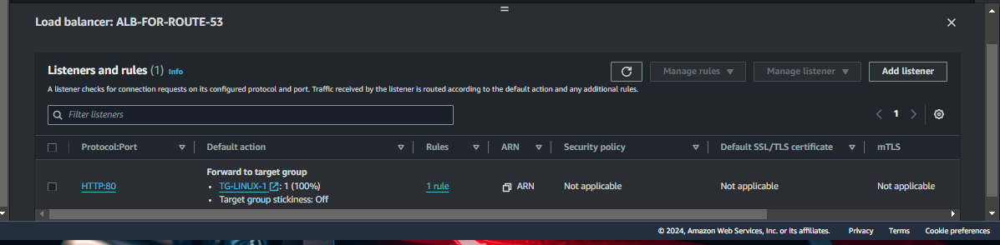 Load balancer: ALB-FOR-ROUTE-53
Listeners and rules (1) Info
Manage rules
Manage listener
Add listener
A listener checks for connection requests on its configured protocol and port. Traffic received by the listener is routed according to the default action and any additional rules.
Filter listeners
1
Protocol:Port Default action Rules ARN Security policy Default SSL/TLS certificate mTLS
Forward to target group
HTTP:80 • TG-LINUX-1: 1 (100%) 1 rule ARN Not applicable Not applicable Not applicable
• Target group stickiness: Off
© 2024, Amazon Web Services, Inc. or its affiliates. Privacy Terms Cookie preferences